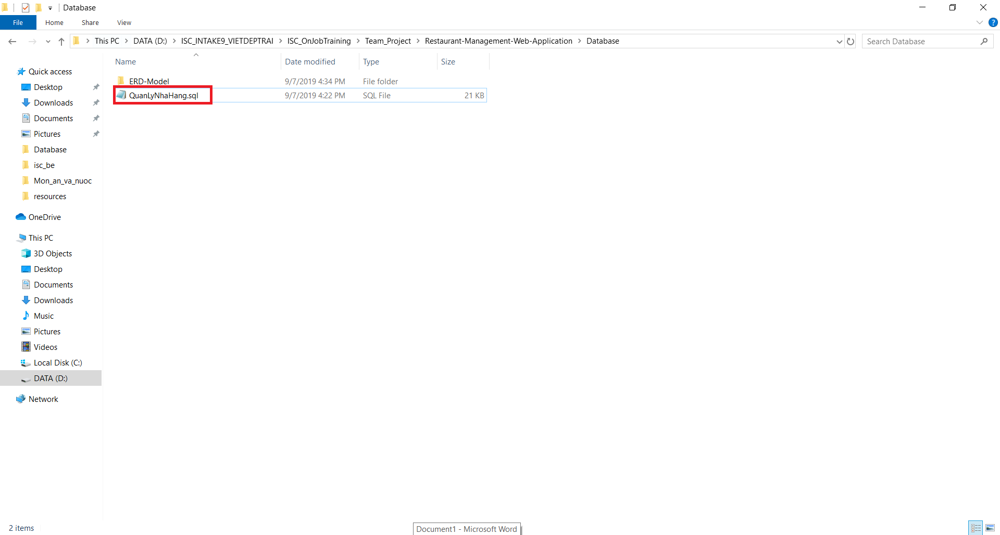 Database
File Home Share View
This PC DATA (D:) ISC_INTAKE9_VIETDEPTRAI ISC_OnJobTraining Team_Project Restaurant-Management-Web-Application Database
Search Database
Name Date modified Type Size
ERD-Model 9/7/2019 4:34 PM File folder
QuanLyNhaHang.sql 9/7/2019 4:22 PM SQL File 21 KB
Quick access
Desktop
Downloads
Documents
Pictures
Database
isc_be
Mon_an_va_nuoc
resources
OneDrive
This PC
3D Objects
Desktop
Documents
Downloads
Music
Pictures
Videos
Local Disk (C:)
DATA (D:)
Network
2 items
Document1 - Microsoft Word